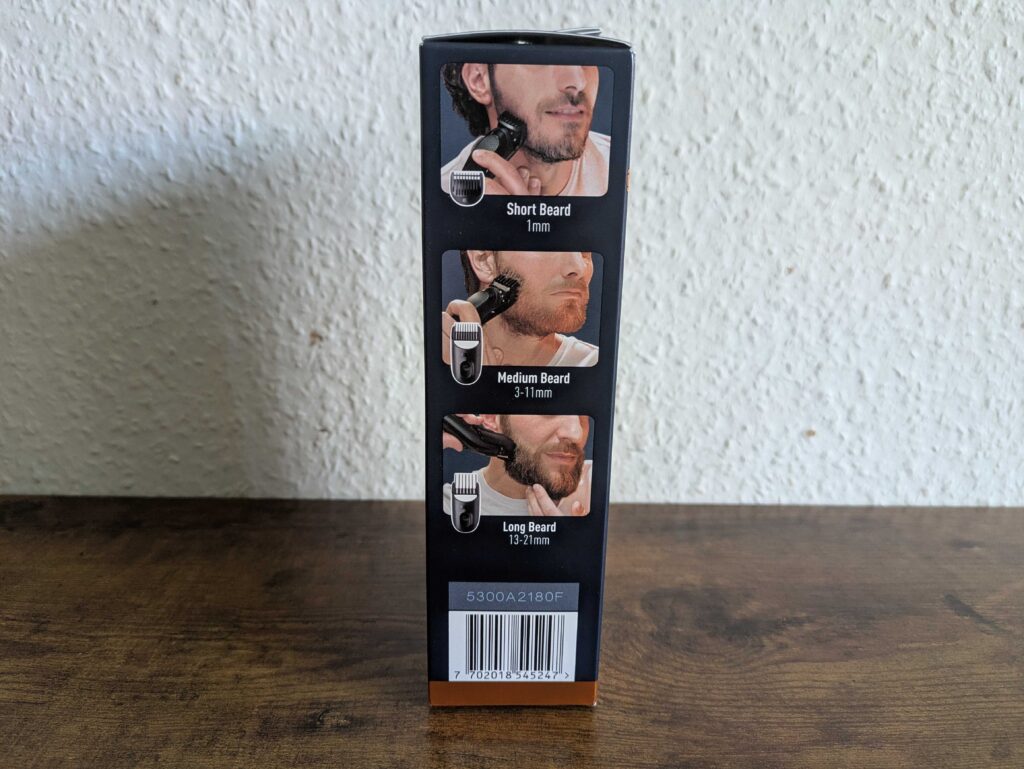 Short Beard
1mm
Medium Beard
3-11mm
Long Beard
13-21mm
5300A2180F
7 702018 545247 >